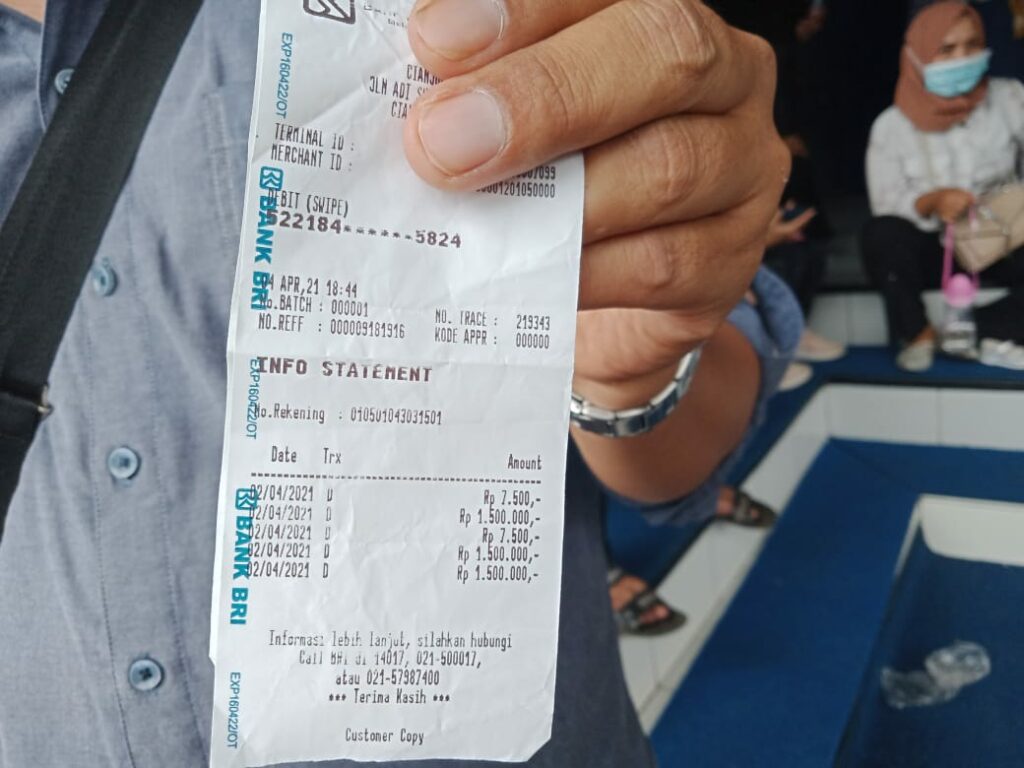 EXP160422/OT
JLN ADI
TERMINAL ID :
MERCHANT ID :
00001201050000
DEBIT (SWIPE)
522184******5824
BANK BRI
APR,21 18:44
No.BATCH : 000001
NO. TRACE : 219343
NO.REFF : 000009181916
KODE APPR : 000000
INFO STATEMENT
EXP160422/OT
No.Rekening : 010501043031501
Date Trx Amount
02/04/2021 D Rp 7.500,-
02/04/2021 D Rp 1.500.000,-
02/04/2021 D Rp 7.500,-
02/04/2021 D Rp 1.500.000,-
02/04/2021 D Rp 1.500.000,-
BANK BRI
Informasi lebih lanjut, silahkan hubungi
Call BRI di 14017, 021-500017,
atau 021-57987400
*** Terima Kasih ***
EXP160422/OT
Customer Copy